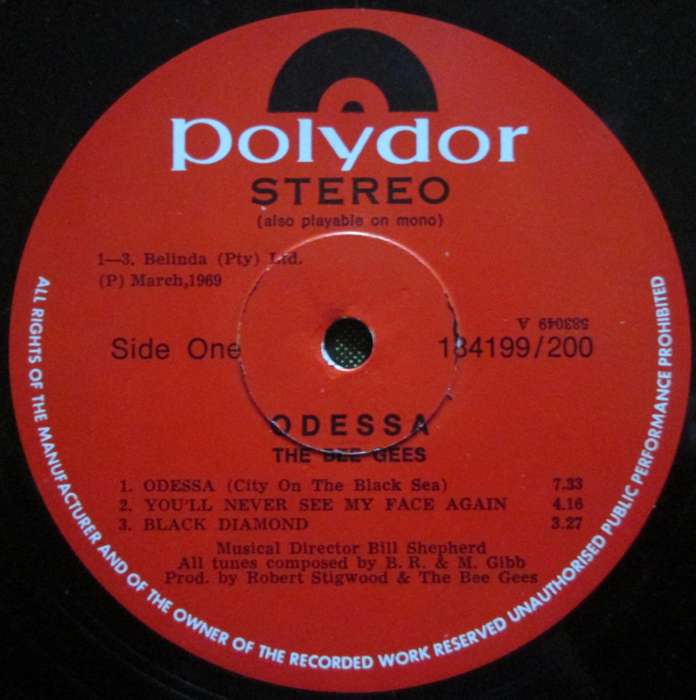 polydor
STEREO
(also playable on mono)
1—3. Belinda (Pty) Ltd.
(P) March,1969
583049 A
Side One 184199/200
ODESSA
THE BEE GEES
1. ODESSA (City On The Black Sea) 7.33
2. YOU'LL NEVER SEE MY FACE AGAIN 4.16
3. BLACK DIAMOND 3.27
Musical Director Bill Shepherd
All tunes composed by B. R. & M. Gibb
Prod. by Robert Stigwood & The Bee Gees
ALL RIGHTS OF THE MANUFACTURER AND OF THE OWNER OF THE RECORDED WORK RESERVED UNAUTHORISED PUBLIC PERFORMANCE PROHIBITED